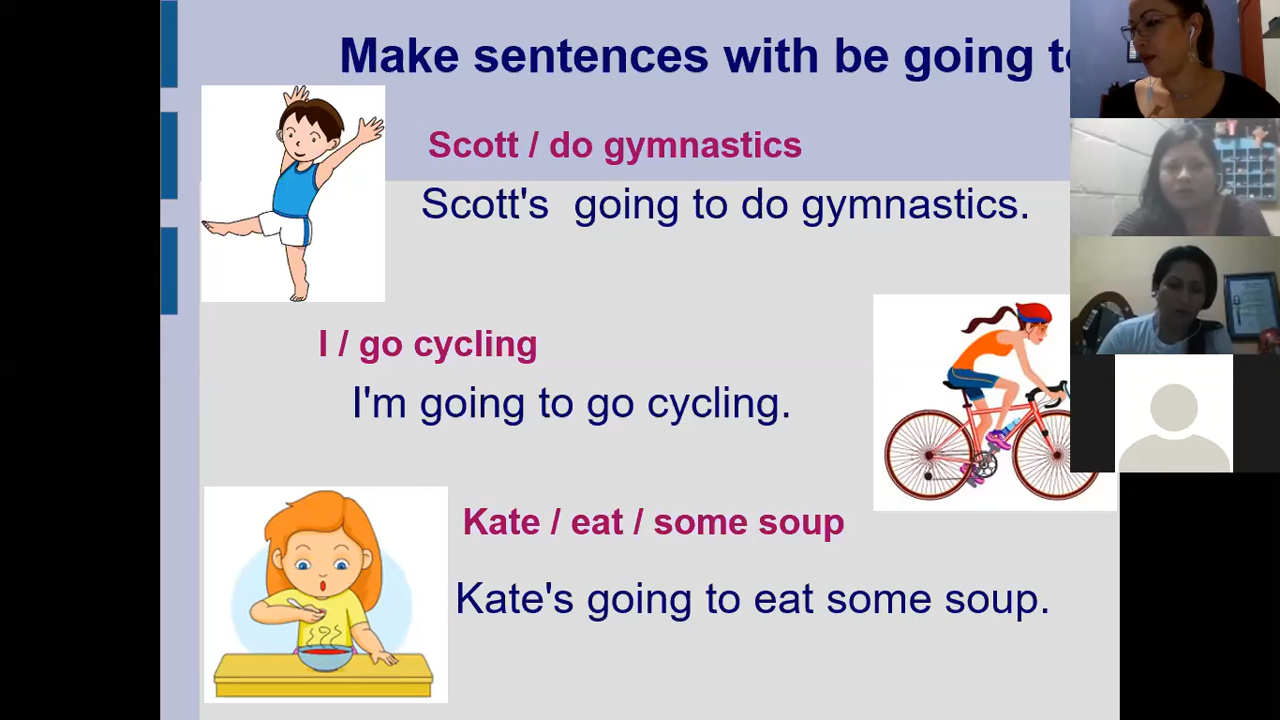 Make sentences with be going to
Scott / do gymnastics
Scott's going to do gymnastics.
I / go cycling
I'm going to go cycling.
Kate / eat / some soup
Kate's going to eat some soup.